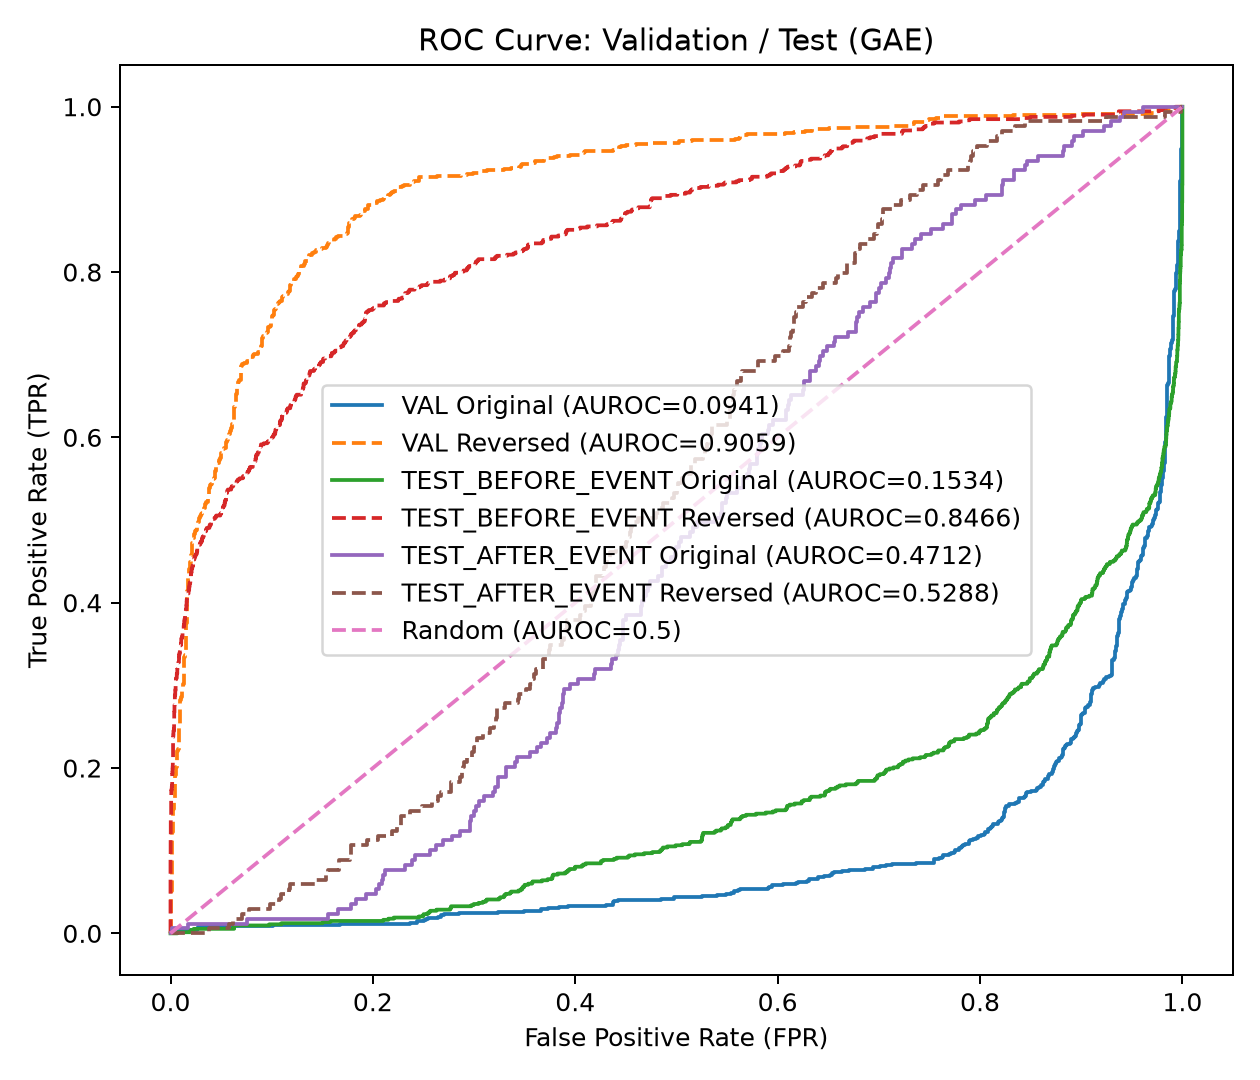 ROC Curve: Validation / Test (GAE)
True Positive Rate (TPR)
1.0
0.8
0.6
0.4
0.2
0.0
VAL Original (AUROC=0.0941)
VAL Reversed (AUROC=0.9059)
TEST_BEFORE_EVENT Original (AUROC=0.1534)
TEST_BEFORE_EVENT Reversed (AUROC=0.8466)
TEST_AFTER_EVENT Original (AUROC=0.4712)
TEST_AFTER_EVENT Reversed (AUROC=0.5288)
Random (AUROC=0.5)
0.0 0.2 0.4 0.6 0.8 1.0
False Positive Rate (FPR)